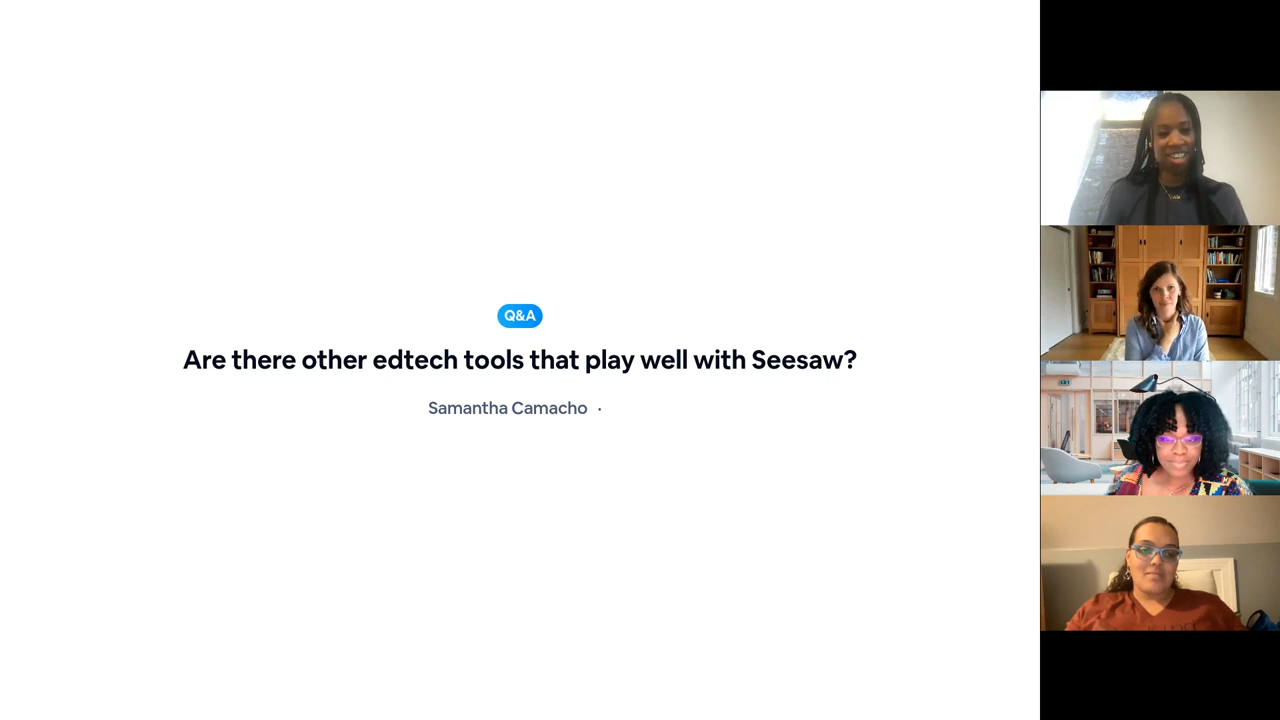 Q&A
Are there other edtech tools that play well with Seesaw?
Samantha Camacho ·